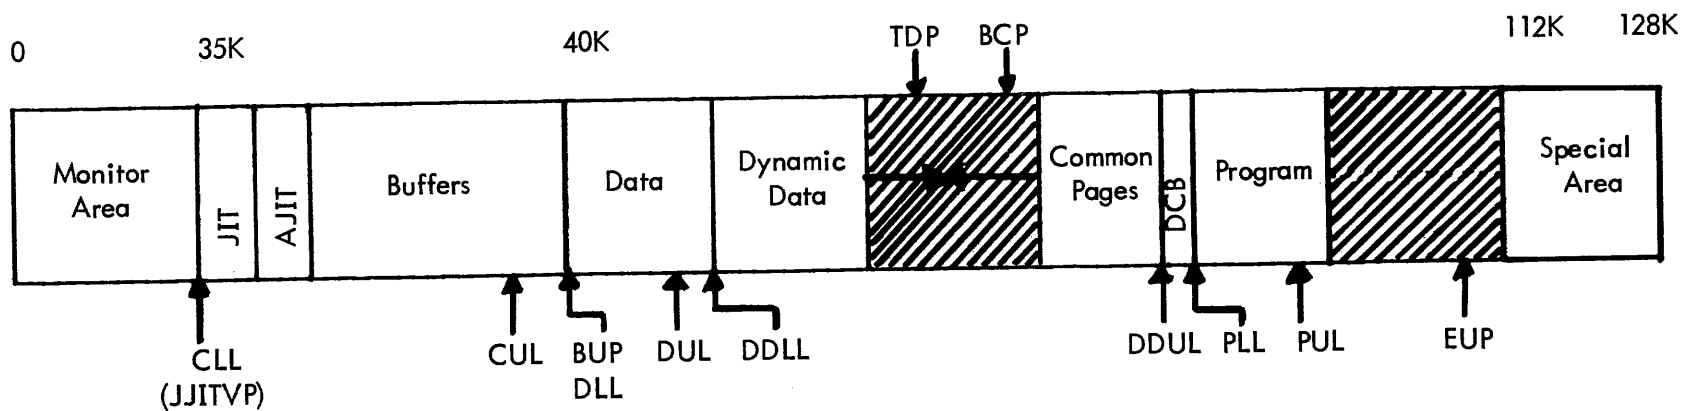 0
35K
40K
TDP
BCP
112K
128K
Monitor
Area
JIT
AJIT
Buffers
Data
Dynamic
Data
Common
Pages
DCB
Program
Special
Area
CLL
(JJITVP)
CUL
BUP
DLL
DUL
DDLL
DDUL
PLL
PUL
EUP